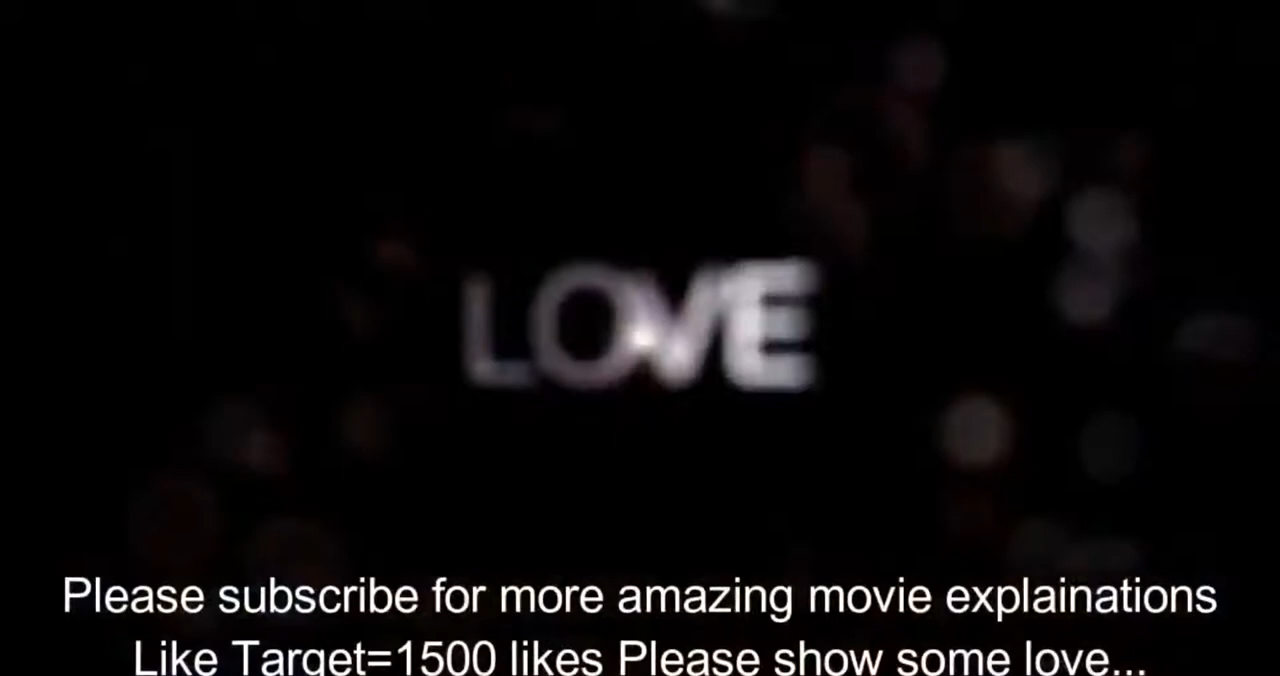 LOVE
Please subscribe for more amazing movie explainations
Like Target=1500 likes Please show some love...